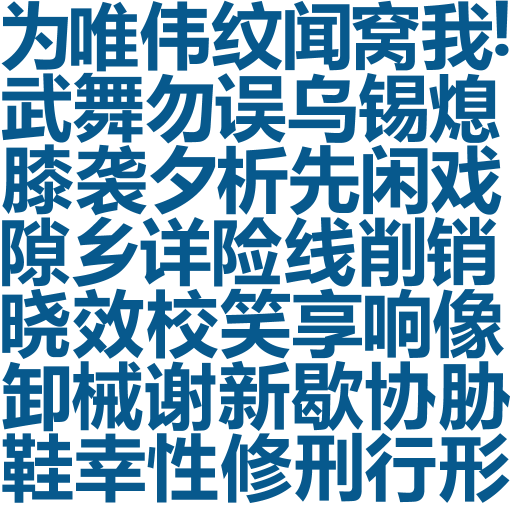 为唯伟纹闻窝我!
武舞勿误乌锡熄
膝袭夕析先闲戏
隙乡详险线削销
晓效校笑享响像
卸械谢新歇协胁
鞋幸性修刑行形